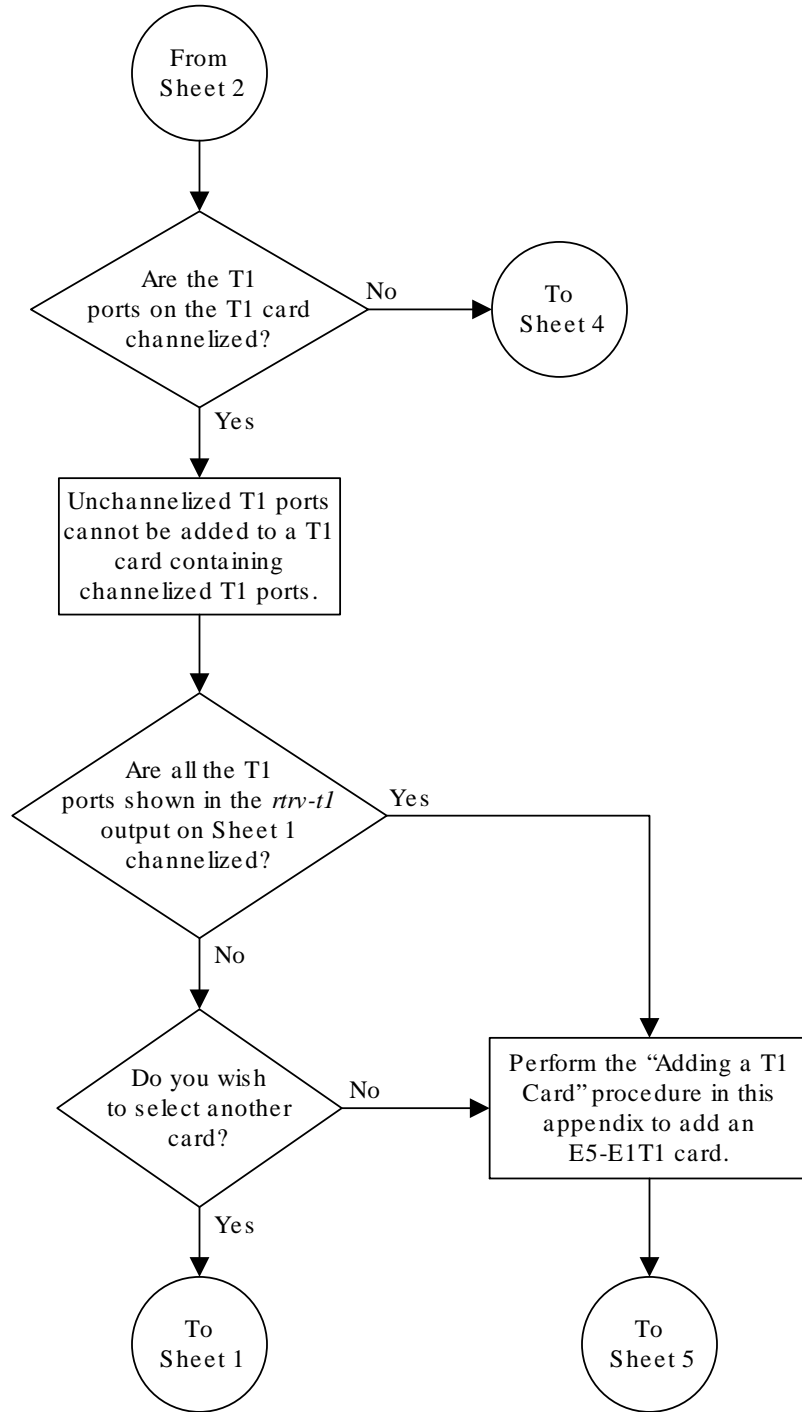 From
Sheet 2
Are the T1
ports on the T1 card
channelized?
No
To
Sheet 4
Yes
Unchannelized T1 ports
cannot be added to a T1
card containing
channelized T1 ports.
Are all the T1
ports shown in the rtrv-t1
output on Sheet 1
channelized?
Yes
No
Do you wish
to select another
card?
No
Perform the “Adding a T1
Card” procedure in this
appendix to add an
E5-E1T1 card.
Yes
To
Sheet 1
To
Sheet 5